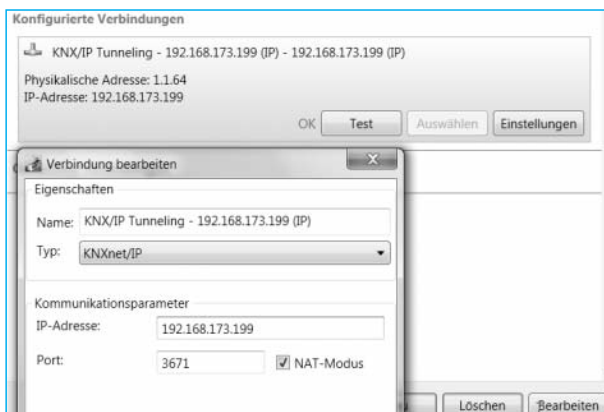 Konfigurierte Verbindungen
KNX/IP Tunneling - 192.168.173.199 (IP) - 192.168.173.199 (IP)
Physikalische Adresse: 1.1.64
IP-Adresse: 192.168.173.199
OK Test Auswählen Einstellungen
Verbindung bearbeiten
Eigenschaften
Name: KNX/IP Tunneling - 192.168.173.199 (IP)
Typ: KNXnet/IP
Kommunikationsparameter
IP-Adresse: 192.168.173.199
Port: 3671 NAT-Modus
Löschen Bearbeiten